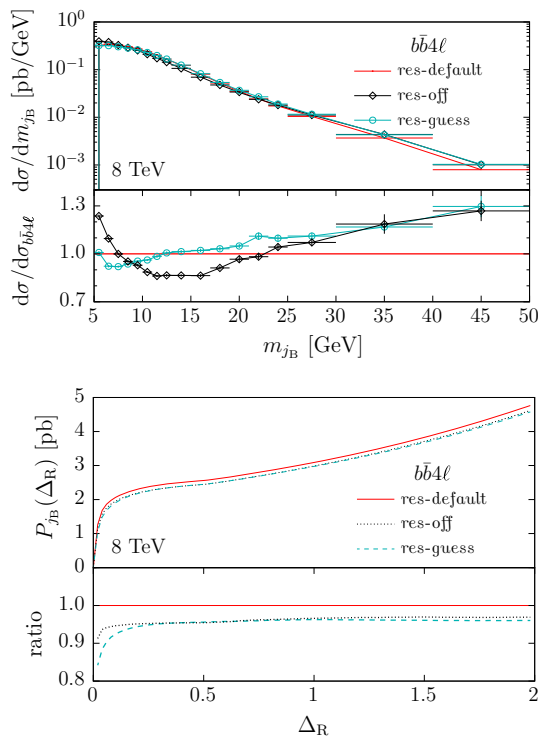 dσ/dm_{j_B} [pb/GeV]
10^0
10^{-1}
10^{-2}
10^{-3}
bb̄4ℓ
res-default
res-off
res-guess
8 TeV
dσ/dσ_{bb̄4ℓ}
1.3
1.0
0.7
5 10 15 20 25 30 35 40 45 50
m_{j_B} [GeV]
P_{j_B}(Δ_R) [pb]
5
4
3
2
1
0
bb̄4ℓ
res-default
res-off
res-guess
8 TeV
ratio
1.0
0.9
0.8
0 0.5 1 1.5 2
Δ_R